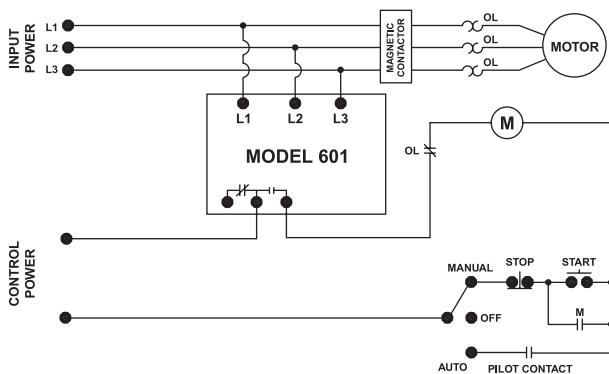 INPUT
POWER
L1
L2
L3
MAGNETIC
CONTACTOR
OL
OL
OL
MOTOR
L1
L2
L3
MODEL 601
OL
M
CONTROL
POWER
MANUAL
STOP
START
OFF
M
AUTO
PILOT CONTACT